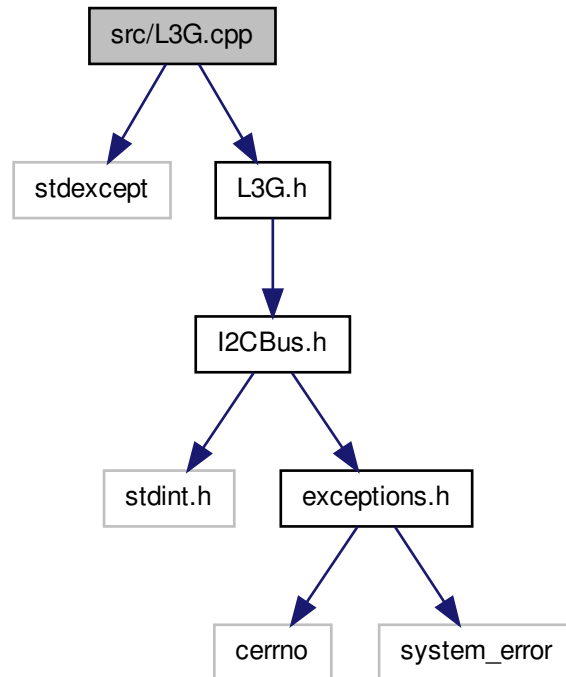 src/L3G.cpp
stdexcept
L3G.h
I2CBus.h
stdint.h
exceptions.h
cerrno
system_error